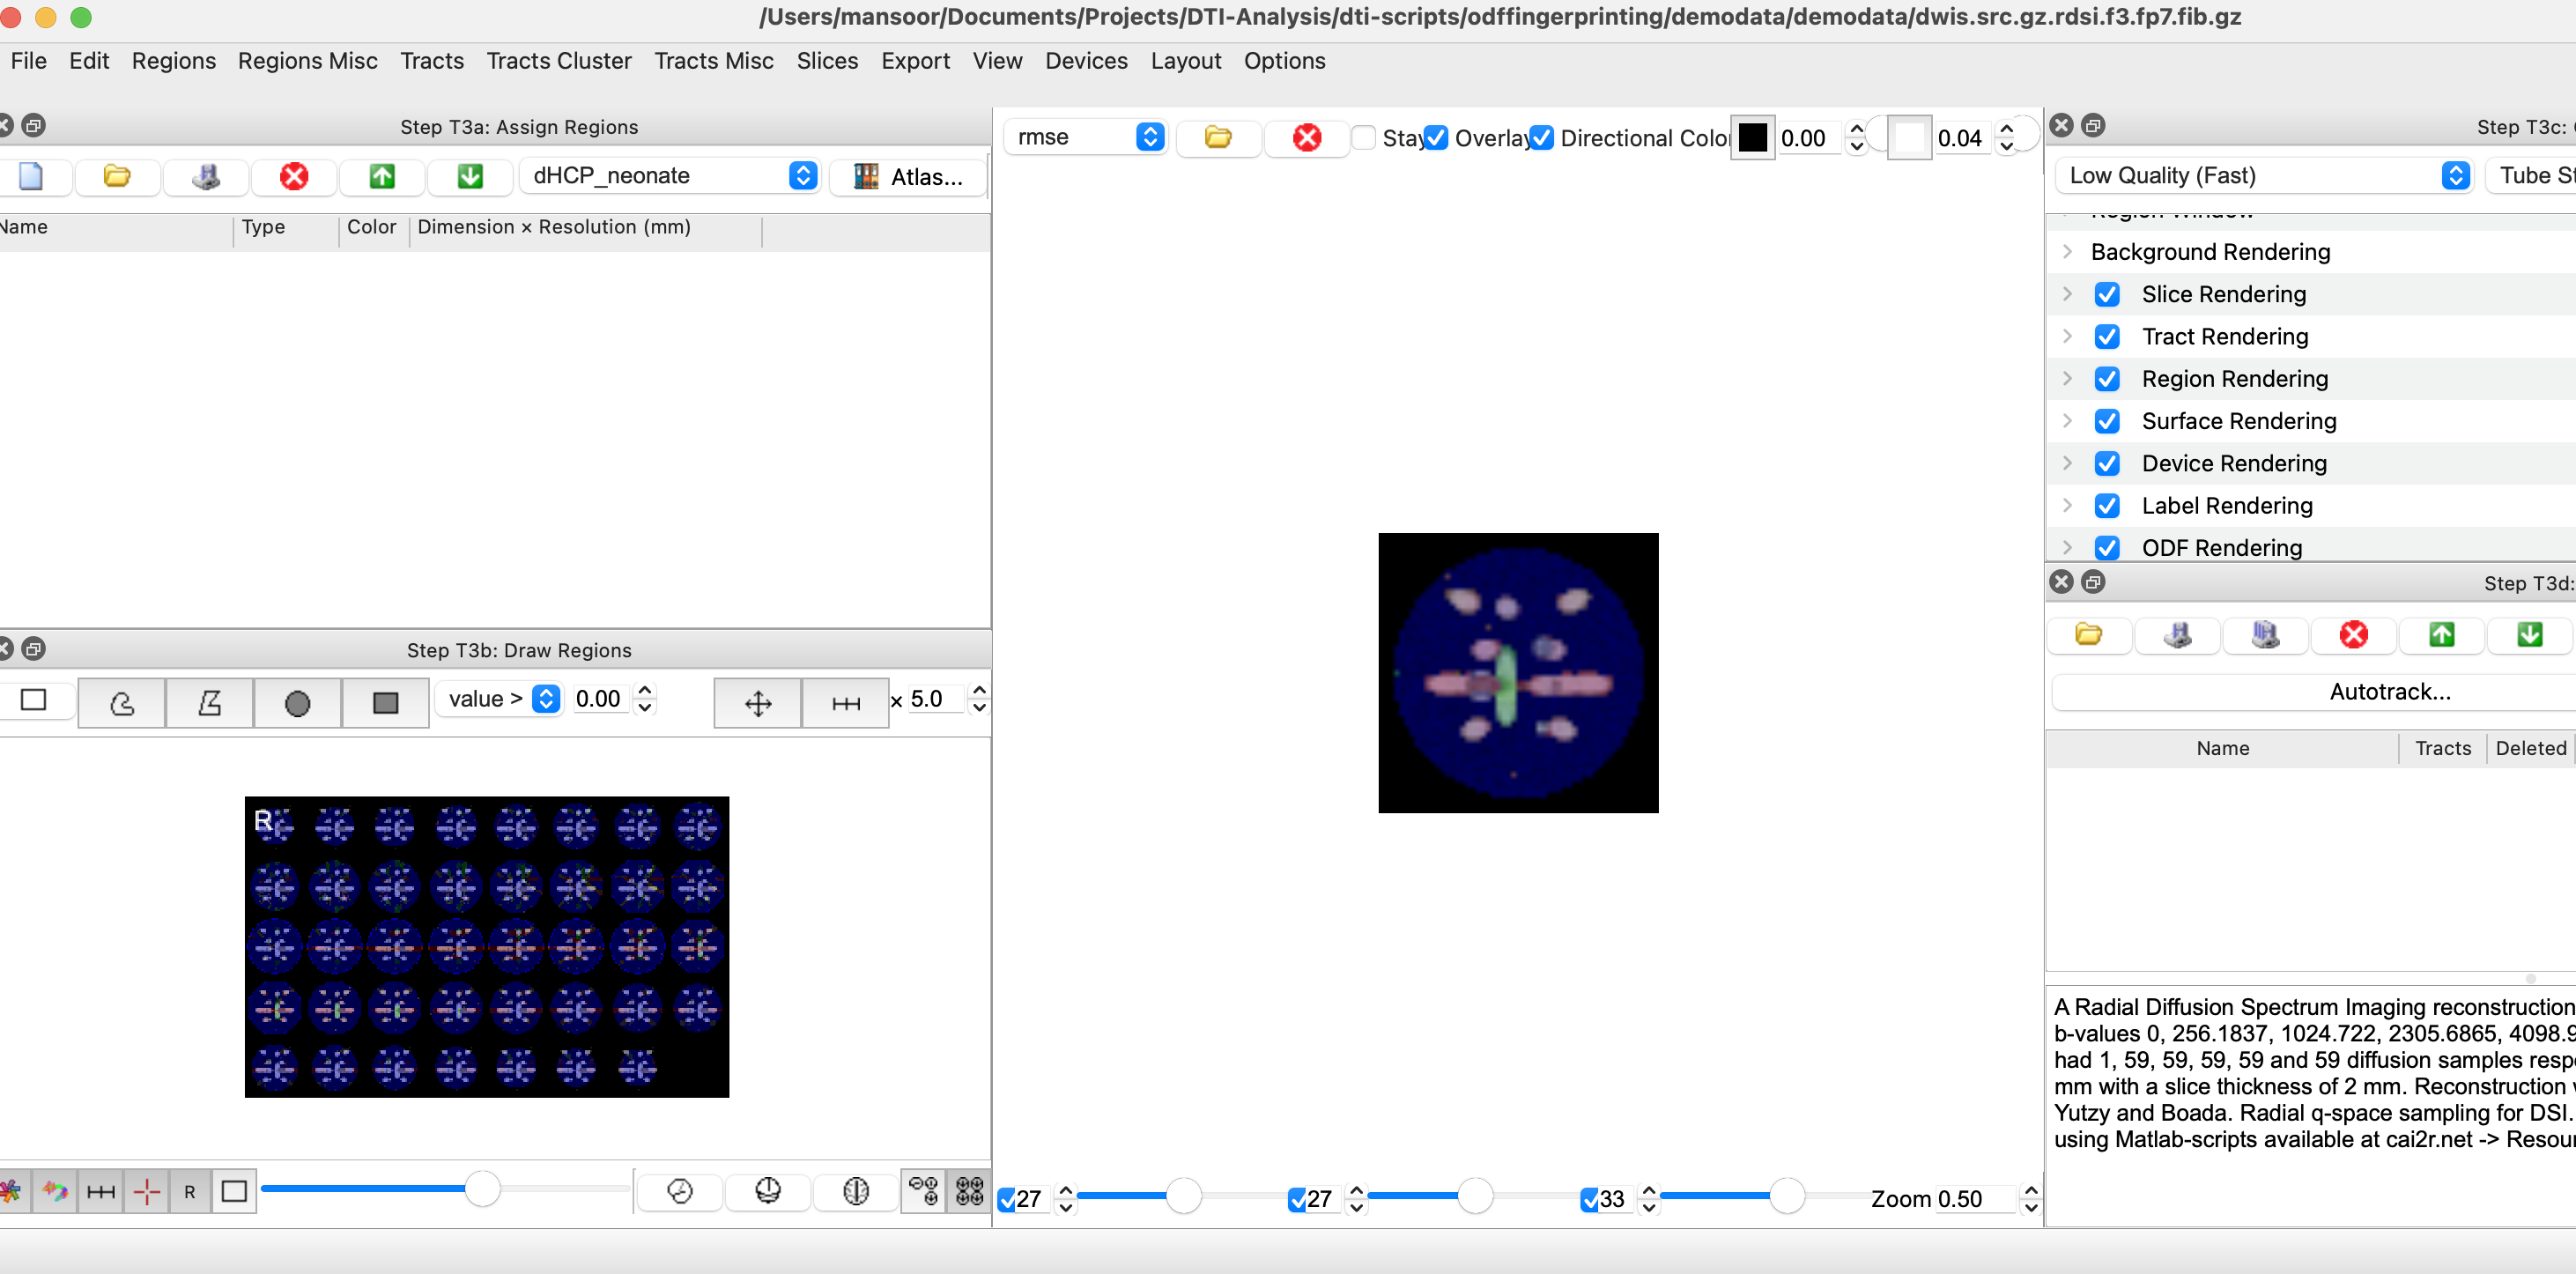 /Users/mansoor/Documents/Projects/DTI-Analysis/dti-scripts/odffingerprinting/demodata/demodata/dwis.src.gz.rdsi.f3.fp7.fib.gz
File Edit Regions Regions Misc Tracts Tracts Cluster Tracts Misc Slices Export View Devices Layout Options
Step T3a: Assign Regions
dHCP_neonate
Atlas...
Name Type Color Dimension × Resolution (mm)
Step T3b: Draw Regions
value > 0.00 x 5.0
R
R
rmse Stay Overlay Directional Color 0.00 0.04
27 27 33 Zoom 0.50
Step T3c:
Low Quality (Fast) Tube St
Region Window
Background Rendering
Slice Rendering
Tract Rendering
Region Rendering
Surface Rendering
Device Rendering
Label Rendering
ODF Rendering
Step T3d:
Autotrack...
Name Tracts Deleted
A Radial Diffusion Spectrum Imaging reconstruction
b-values 0, 256.1837, 1024.722, 2305.6865, 4098.9
had 1, 59, 59, 59, 59 and 59 diffusion samples resp
mm with a slice thickness of 2 mm. Reconstruction
Yutzy and Boada. Radial q-space sampling for DSI.
using Matlab-scripts available at cai2r.net -> Resou